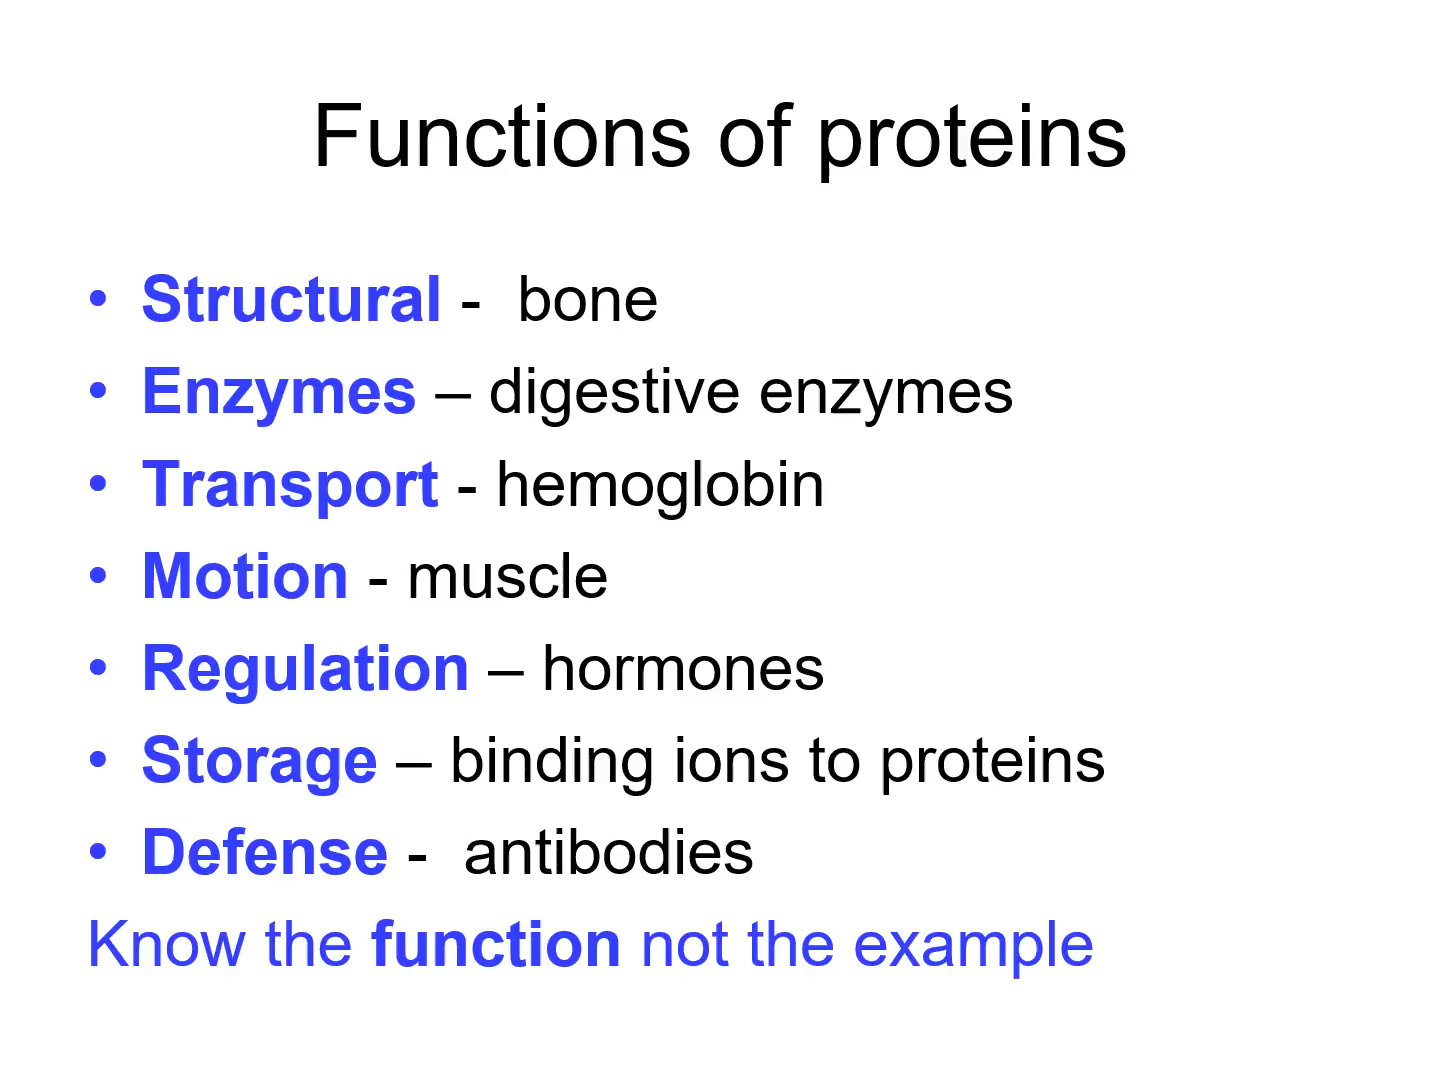 Functions of proteins
• Structural -  bone
• Enzymes – digestive enzymes
• Transport - hemoglobin
• Motion - muscle
• Regulation – hormones
• Storage – binding ions to proteins
• Defense -  antibodies
Know the function not the example